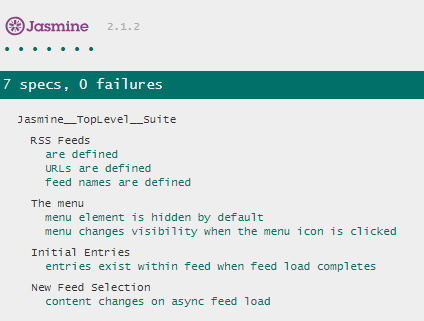 Jasmine 2.1.2
• • • • • • •
7 specs, 0 failures
Jasmine__TopLevel__Suite
RSS Feeds
are defined
URLs are defined
feed names are defined
The menu
menu element is hidden by default
menu changes visibility when the menu icon is clicked
Initial Entries
entries exist within feed when feed load completes
New Feed Selection
content changes on async feed load